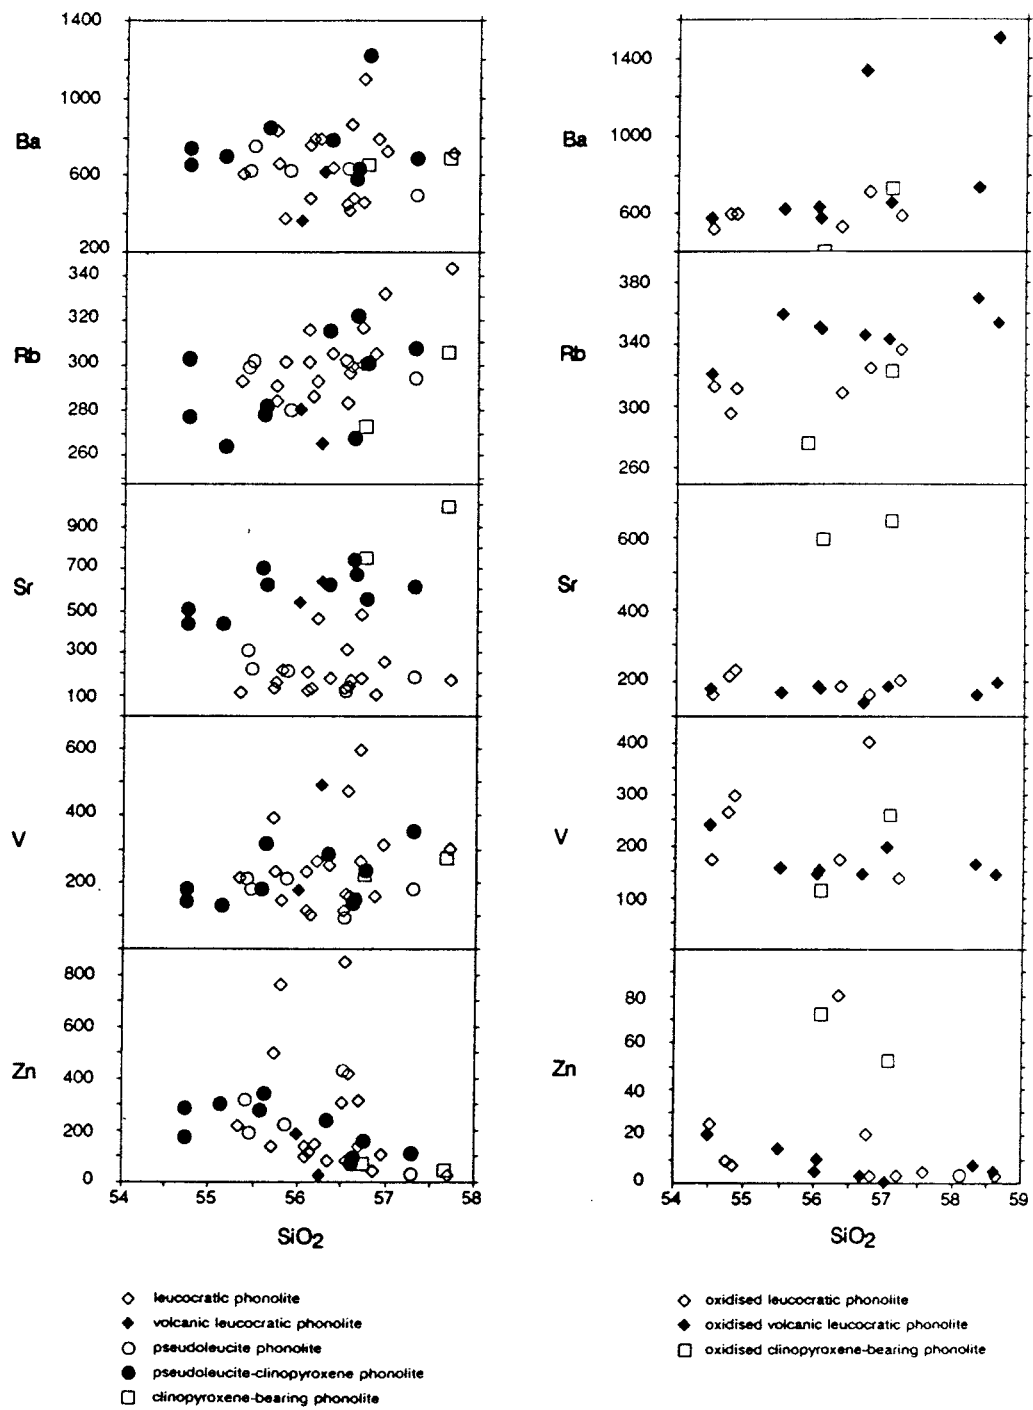 1400
1000
Ba
600
200
340
320
Rb
300
280
260
900
700
Sr
500
300
100
600
400
V
200
800
600
Zn
400
200
0
54 55 56 57 58
SiO2
1400
Ba
1000
600
380
Rb
340
300
260
600
Sr
400
200
400
300
V
200
100
80
60
Zn
40
20
0
54 55 56 57 58 59
SiO2
leucocratic phonolite
volcanic leucocratic phonolite
pseudoleucite phonolite
pseudoleucite-clinopyroxene phonolite
clinopyroxene-bearing phonolite
oxidised leucocratic phonolite
oxidised volcanic leucocratic phonolite
oxidised clinopyroxene-bearing phonolite